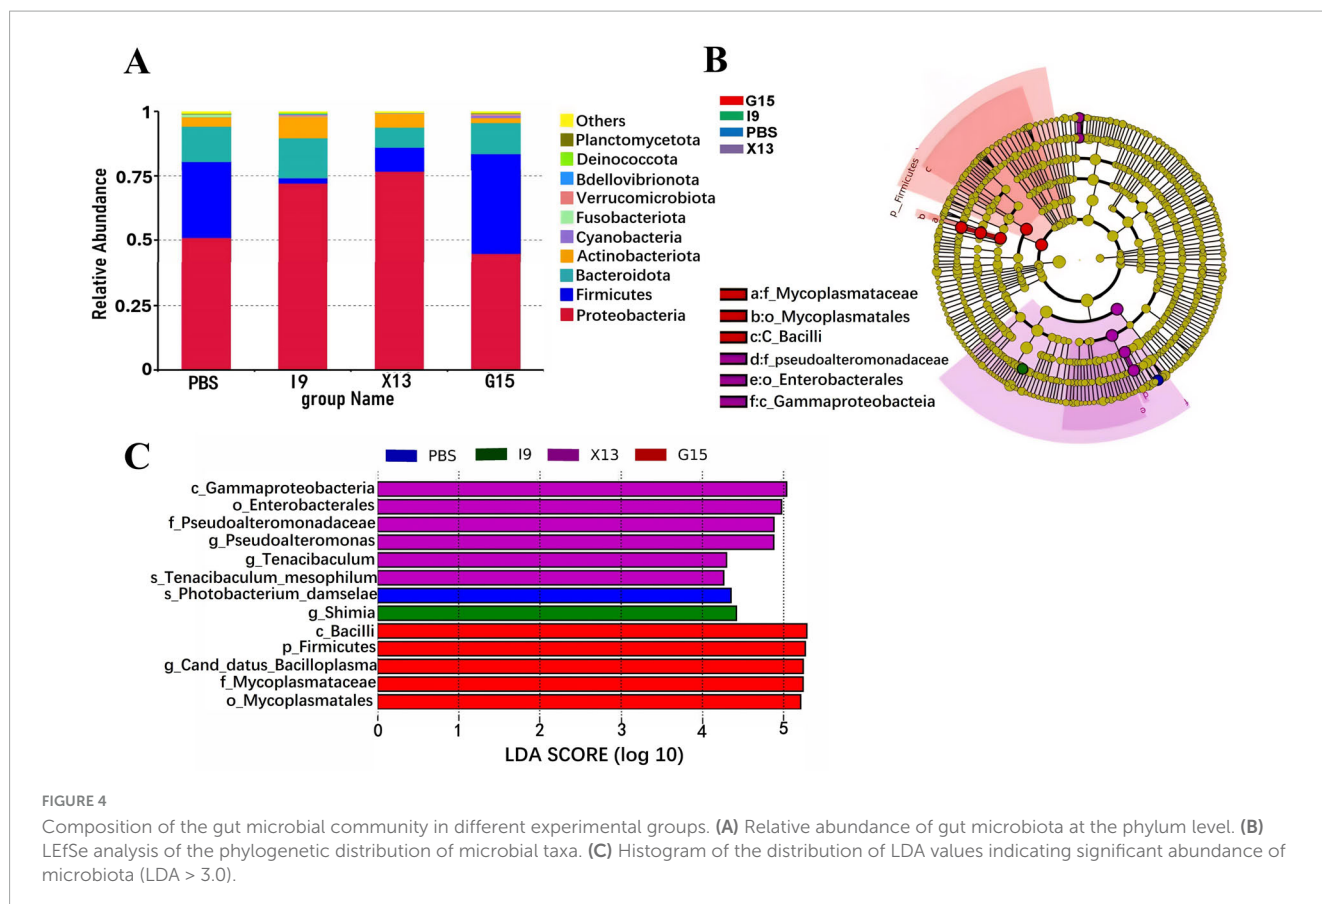 A
1
0.75
0.5
0.25
0
Relative Abundance
PBS
I9
X13
G15
group Name
Others
Planctomycetota
Deinococcota
Bdellovibrionota
Verrucomicrobiota
Fusobacteriota
Cyanobacteria
Actinobacteriota
Bacteroidota
Firmicutes
Proteobacteria
B
G15
I9
PBS
X13
p_Firmicutes
c
b
a
a:f_Mycoplasmataceae
b:o_Mycoplasmatales
c:C_Bacilli
d:f_pseudoalteromonadaceae
e:o_Enterobacterales
f:c_Gammaproteobacteia
d
e
f
C
PBS
I9
X13
G15
c_Gammaproteobacteria
o_Enterobacterales
f_Pseudoalteromonadaceae
g_Pseudoalteromonas
g_Tenacibaculum
s_Tenacibaculum_mesophilum
s_Photobacterium_damselae
g_Shimia
c_Bacilli
p_Firmicutes
g_Cand_datus_Bacilloplasma
f_Mycoplasmataceae
o_Mycoplasmatales
0 1 2 3 4 5
LDA SCORE (log 10)
FIGURE 4
Composition of the gut microbial community in different experimental groups. (A) Relative abundance of gut microbiota at the phylum level. (B)
LEfSe analysis of the phylogenetic distribution of microbial taxa. (C) Histogram of the distribution of LDA values indicating significant abundance of
microbiota (LDA > 3.0).